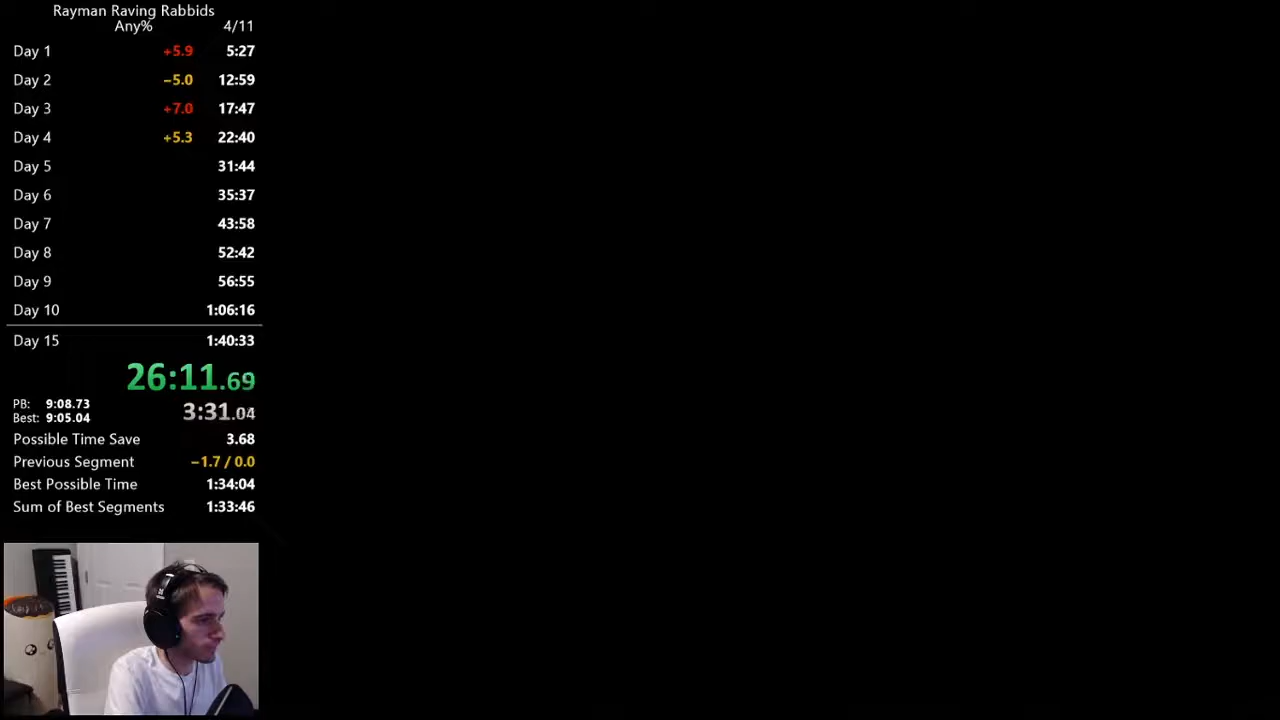 Rayman Raving Rabbids
Any% 4/11
Day 1 +5.9 5:27
Day 2 −5.0 12:59
Day 3 +7.0 17:47
Day 4 +5.3 22:40
Day 5 31:44
Day 6 35:37
Day 7 43:58
Day 8 52:42
Day 9 56:55
Day 10 1:06:16
Day 15 1:40:33
26:11.69
PB: 9:08.73
Best: 9:05.04
3:31.04
Possible Time Save 3.68
Previous Segment −1.7 / 0.0
Best Possible Time 1:34:04
Sum of Best Segments 1:33:46